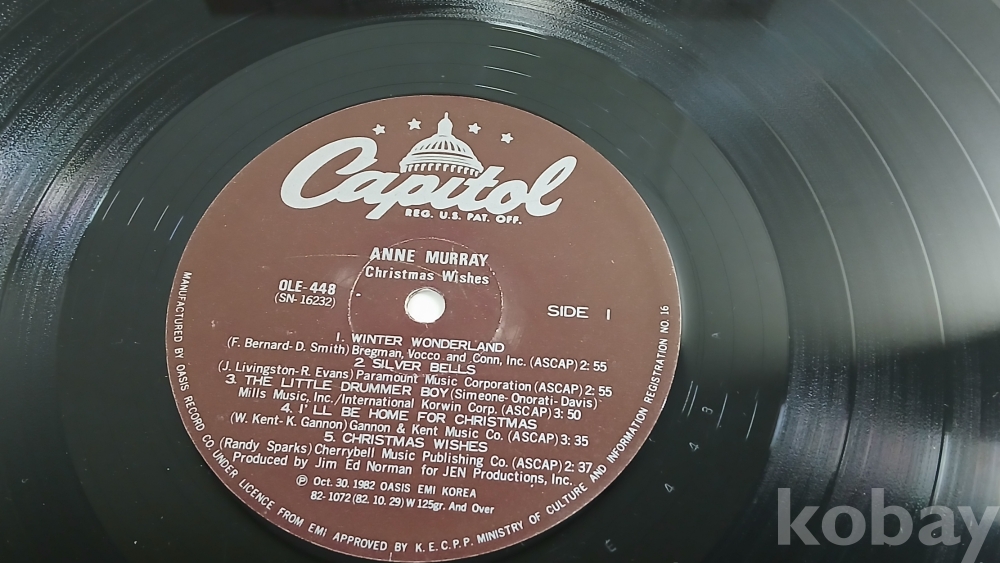 Capitol
REG. U.S. PAT. OFF.
ANNE MURRAY
Christmas Wishes
OLE-448
(SN-16232)
SIDE 1
1. WINTER WONDERLAND
(F. Bernard-D. Smith) Bregman, Vocco and Conn, Inc. (ASCAP) 2:55
2. SILVER BELLS
(J. Livingston-R. Evans) Paramount Music Corporation (ASCAP) 2:55
3. THE LITTLE DRUMMER BOY (Simeone-Onorati-Davis)
Mills Music, Inc./International Korwin Corp. (ASCAP) 3:50
4. I'LL BE HOME FOR CHRISTMAS
(W. Kent-K. Gannon) Gannon & Kent Music Co. (ASCAP) 3:35
5. CHRISTMAS WISHES
(Randy Sparks) Cherrybell Music Publishing Co. (ASCAP) 2:37
Produced by Jim Ed Norman for JEN Productions, Inc.
Ⓟ Oct. 30. 1982 OASIS EMI KOREA
82-1072 (82. 10. 29) W 125gr. And Over
MANUFACTURED BY OASIS RECORD CO UNDER LICENCE FROM EMI APPROVED BY K.E.C.P.P. MINISTRY OF CULTURE AND INFORMATION REGISTRATION NO. 16
kobay